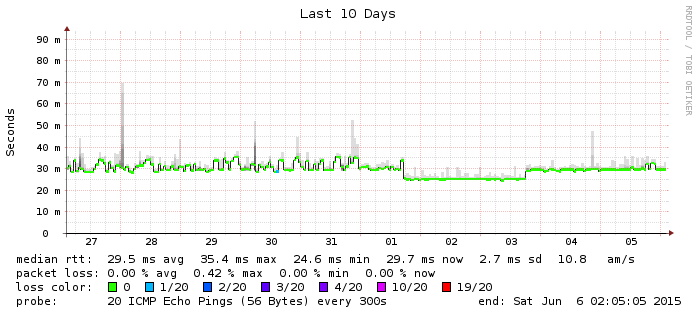 Last 10 Days
RRDTOOL / TOBI OETIKER
Seconds
90 m
80 m
70 m
60 m
50 m
40 m
30 m
20 m
10 m
0
27 28 29 30 31 01 02 03 04 05
median rtt: 29.5 ms avg 35.4 ms max 24.6 ms min 29.7 ms now 2.7 ms sd 10.8 am/s
packet loss: 0.00 % avg 0.42 % max 0.00 % min 0.00 % now
loss color: 0 1/20 2/20 3/20 4/20 10/20 19/20
probe: 20 ICMP Echo Pings (56 Bytes) every 300s end: Sat Jun 6 02:05:05 2015